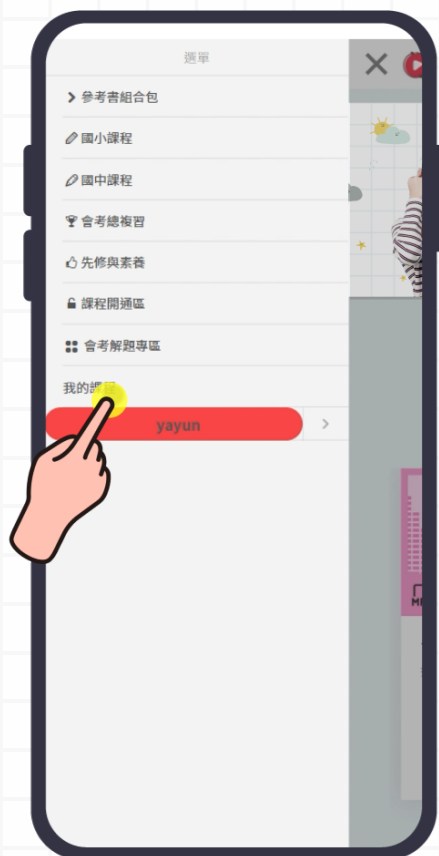 選單
參考書組合包
國小課程
國中課程
會考總複習
先修與素養
課程開通區
會考解題專區
我的課程
yayun